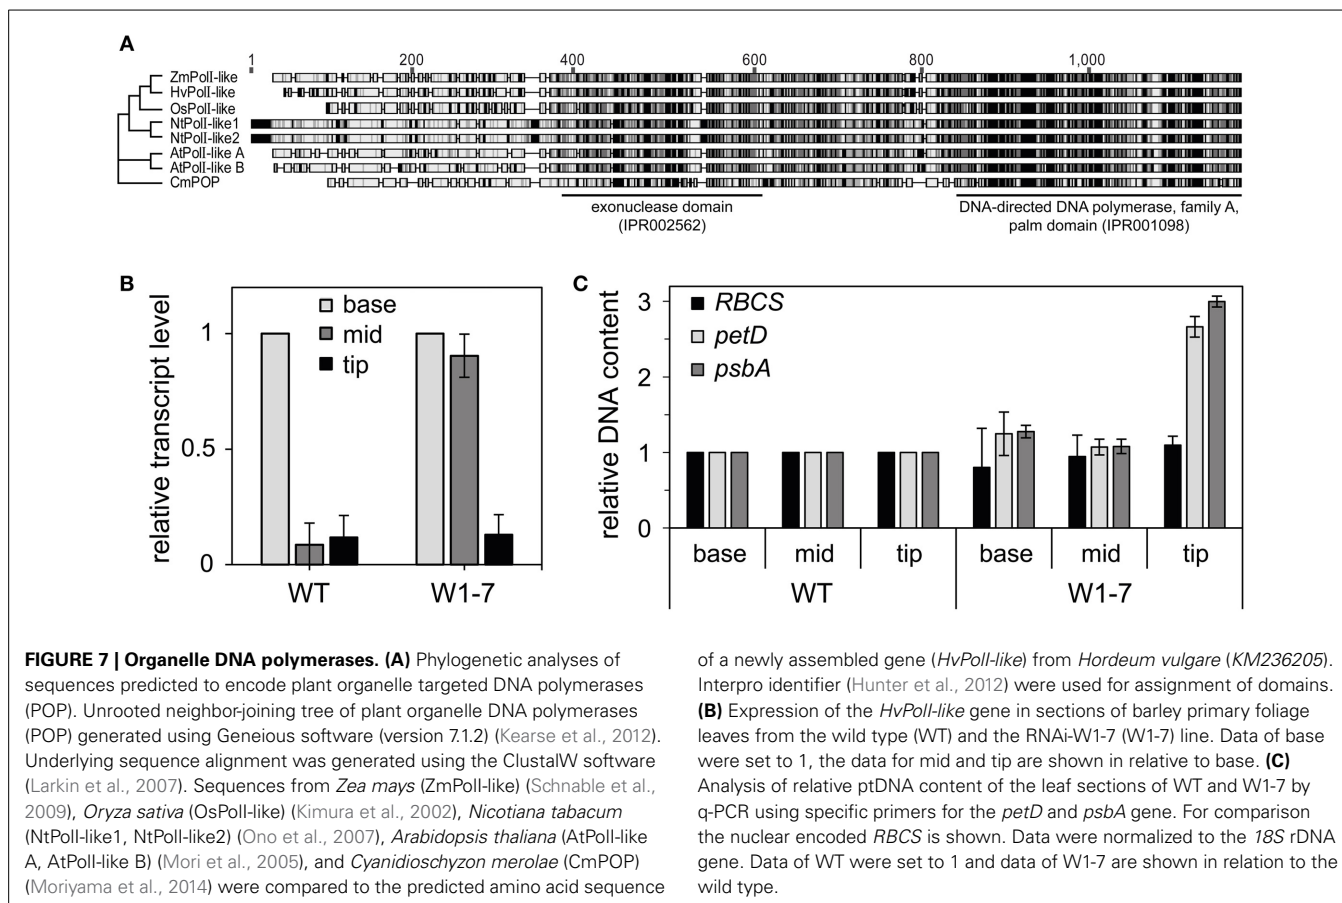 A
1 200 400 600 800 1,000
ZmPolI-like
HvPolI-like
OsPolI-like
NtPolI-like1
NtPolI-like2
AtPolI-like A
AtPolI-like B
CmPOP
exonuclease domain
(IPR002562)
DNA-directed DNA polymerase, family A,
palm domain (IPR001098)
B
relative transcript level
1
0.5
0
base
mid
tip
WT W1-7
C
relative DNA content
3
2
1
0
RBCS
petD
psbA
base mid tip base mid tip
WT W1-7
FIGURE 7 | Organelle DNA polymerases. (A) Phylogenetic analyses of
sequences predicted to encode plant organelle targeted DNA polymerases
(POP). Unrooted neighbor-joining tree of plant organelle DNA polymerases
(POP) generated using Geneious software (version 7.1.2) (Kearse et al., 2012).
Underlying sequence alignment was generated using the ClustalW software
(Larkin et al., 2007). Sequences from Zea mays (ZmPolI-like) (Schnable et al.,
2009), Oryza sativa (OsPolI-like) (Kimura et al., 2002), Nicotiana tabacum
(NtPolI-like1, NtPolI-like2) (Ono et al., 2007), Arabidopsis thaliana (AtPolI-like
A, AtPolI-like B) (Mori et al., 2005), and Cyanidioschyzon merolae (CmPOP)
(Moriyama et al., 2014) were compared to the predicted amino acid sequence
of a newly assembled gene (HvPolI-like) from Hordeum vulgare (KM236205).
Interpro identifier (Hunter et al., 2012) were used for assignment of domains.
(B) Expression of the HvPolI-like gene in sections of barley primary foliage
leaves from the wild type (WT) and the RNAi-W1-7 (W1-7) line. Data of base
were set to 1, the data for mid and tip are shown in relative to base. (C)
Analysis of relative ptDNA content of the leaf sections of WT and W1-7 by
q-PCR using specific primers for the petD and psbA gene. For comparison
the nuclear encoded RBCS is shown. Data were normalized to the 18S rDNA
gene. Data of WT were set to 1 and data of W1-7 are shown in relation to the
wild type.